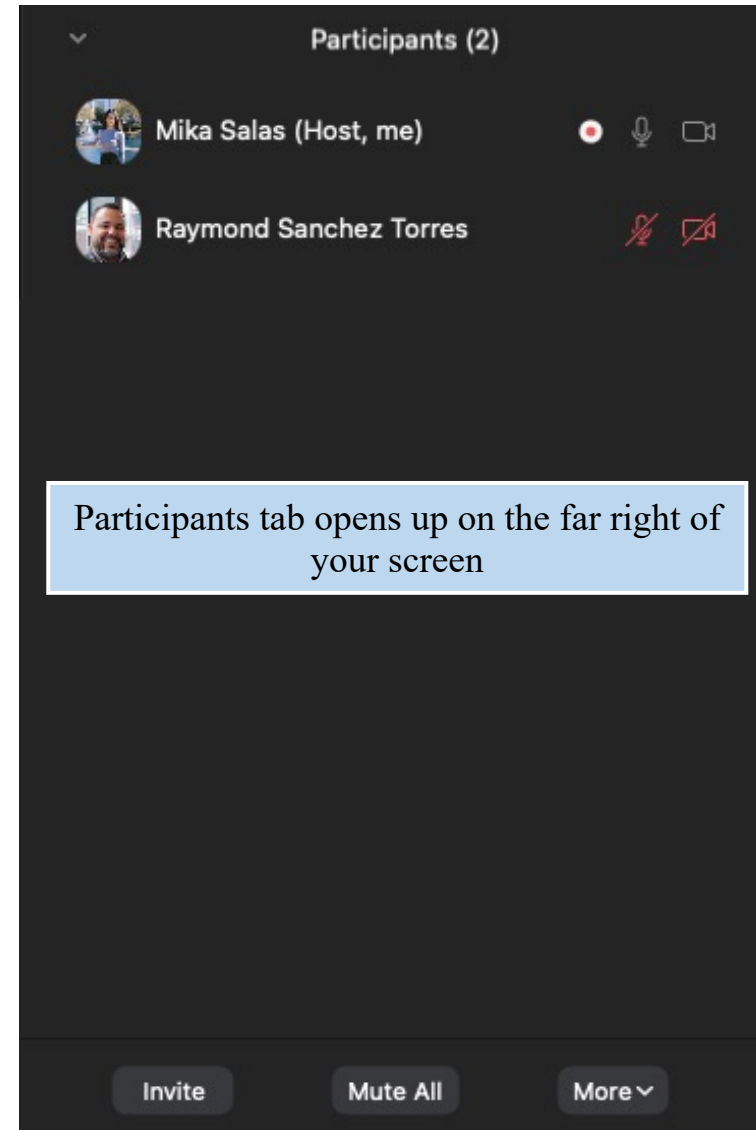 Participants (2)
Mika Salas (Host, me)
Raymond Sanchez Torres
Participants tab opens up on the far right of
your screen
Invite Mute All More